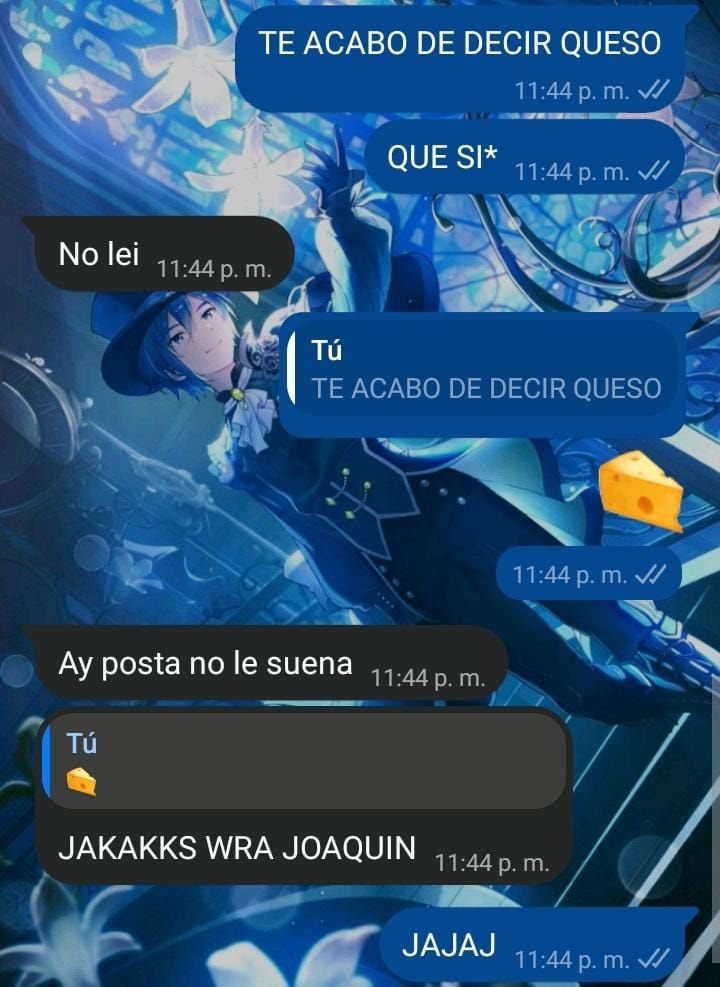 TE ACABO DE DECIR QUESO
11:44 p. m.
QUE SI* 11:44 p. m.
No lei 11:44 p. m.
Tú
TE ACABO DE DECIR QUESO
🧀
11:44 p. m.
Ay posta no le suena 11:44 p. m.
Tú
🧀
JAKAKKS WRA JOAQUIN 11:44 p. m.
JAJAJ 11:44 p. m.